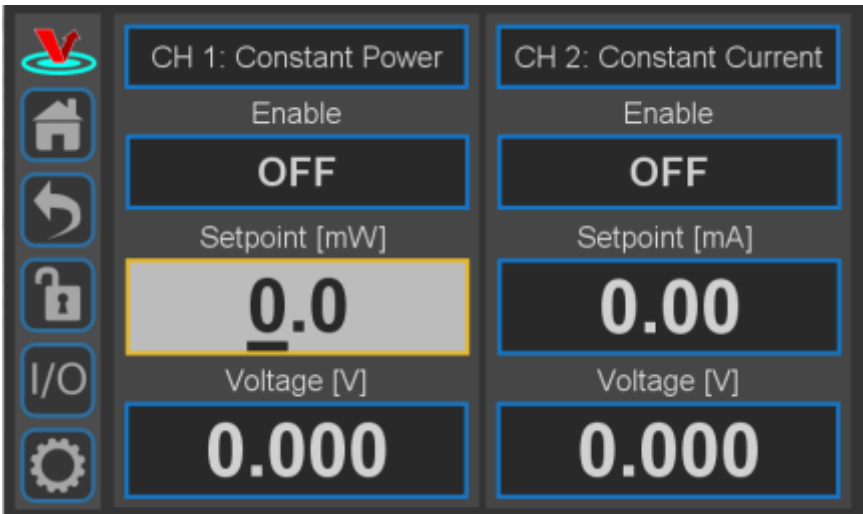 CH 1: Constant Power
CH 2: Constant Current
Enable
Enable
OFF
OFF
Setpoint [mW]
Setpoint [mA]
0.0
0.00
I/O
Voltage [V]
Voltage [V]
0.000
0.000